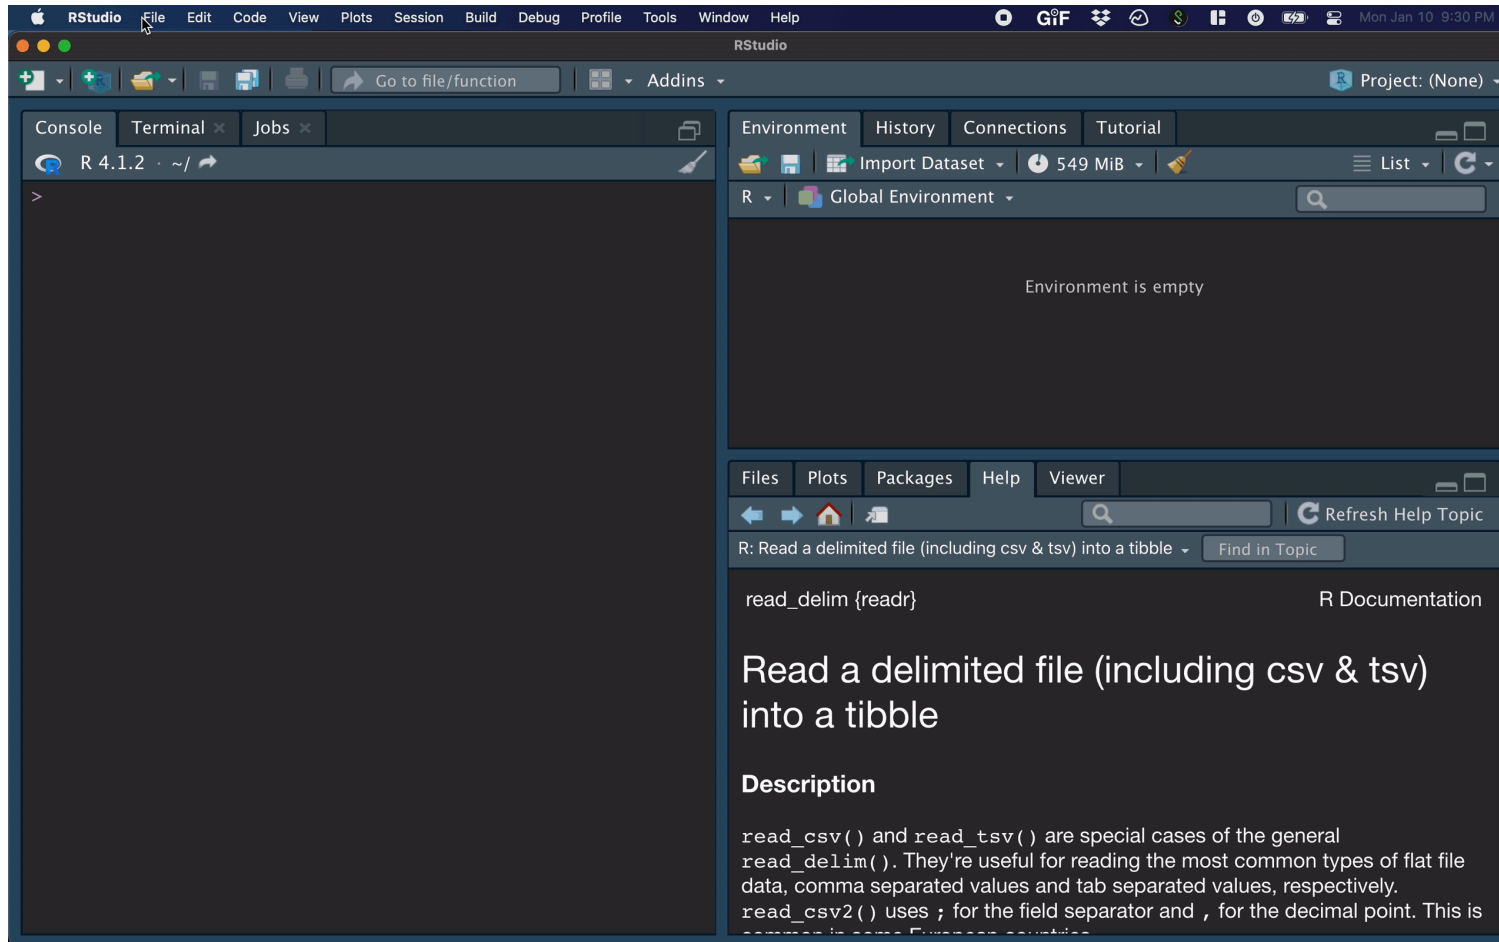 RStudio File Edit Code View Plots Session Build Debug Profile Tools Window Help GIF Mon Jan 10 9:30 PM
RStudio
Go to file/function Addins Project: (None)
Console Terminal Jobs
R 4.1.2 · ~/
>
Environment History Connections Tutorial
Import Dataset 549 MiB List
R Global Environment
Environment is empty
Files Plots Packages Help Viewer
Refresh Help Topic
R: Read a delimited file (including csv & tsv) into a tibble Find in Topic
read_delim {readr} R Documentation
Read a delimited file (including csv & tsv)
into a tibble
Description
read_csv() and read_tsv() are special cases of the general
read_delim(). They're useful for reading the most common types of flat file
data, comma separated values and tab separated values, respectively.
read_csv2() uses ; for the field separator and , for the decimal point. This is
common in some European countries